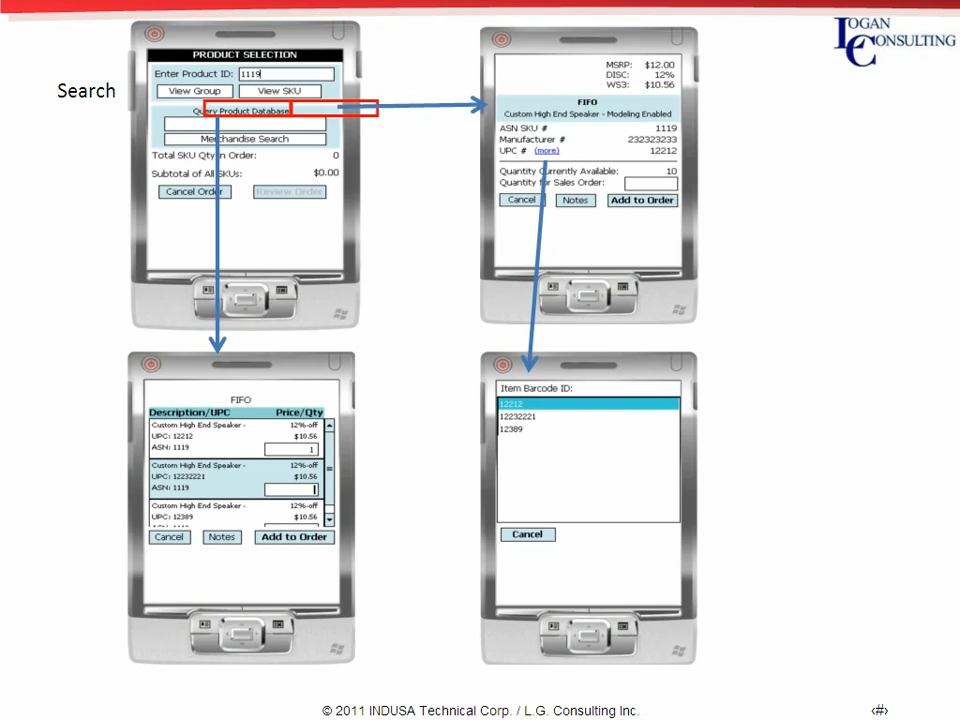 LOGAN
CONSULTING
Search
PRODUCT SELECTION
Enter Product ID: 1119
View Group View SKU
Query Product Database
Merchandise Search
Total SKU Qty in Order: 0
Subtotal of All SKUs: $0.00
Cancel Order Review Order
MSRP: $12.00
DISC: 12%
WS3: $10.56
FIFO
Custom High End Speaker - Modeling Enabled
ASN SKU # 1119
Manufacturer # 232323233
UPC # (more) 12212
Quantity Currently Available: 10
Quantity for Sales Order:
Cancel Notes Add to Order
FIFO
Description/UPC Price/Qty
Custom High End Speaker - 12%-off
UPC: 12212 $10.56
ASN: 1119 1
Custom High End Speaker - 12%-off
UPC: 12232221 $10.56
ASN: 1119
Custom High End Speaker - 12%-off
UPC: 12389 $10.56
Cancel Notes Add to Order
Item Barcode ID:
12212
12232221
12389
Cancel
© 2011 INDUSA Technical Corp. / L.G. Consulting Inc.
‹#›